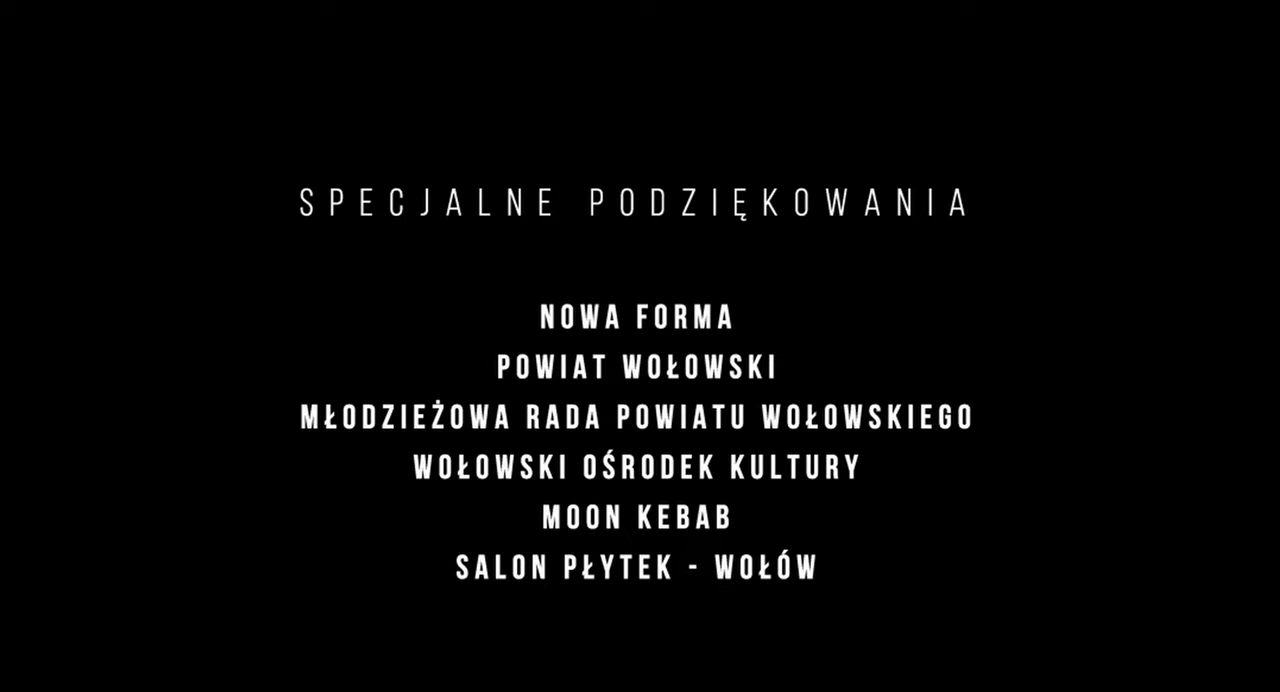 SPECJALNE PODZIĘKOWANIA
NOWA FORMA
POWIAT WOŁOWSKI
MŁODZIEŻOWA RADA POWIATU WOŁOWSKIEGO
WOŁOWSKI OŚRODEK KULTURY
MOON KEBAB
SALON PŁYTEK - WOŁÓW